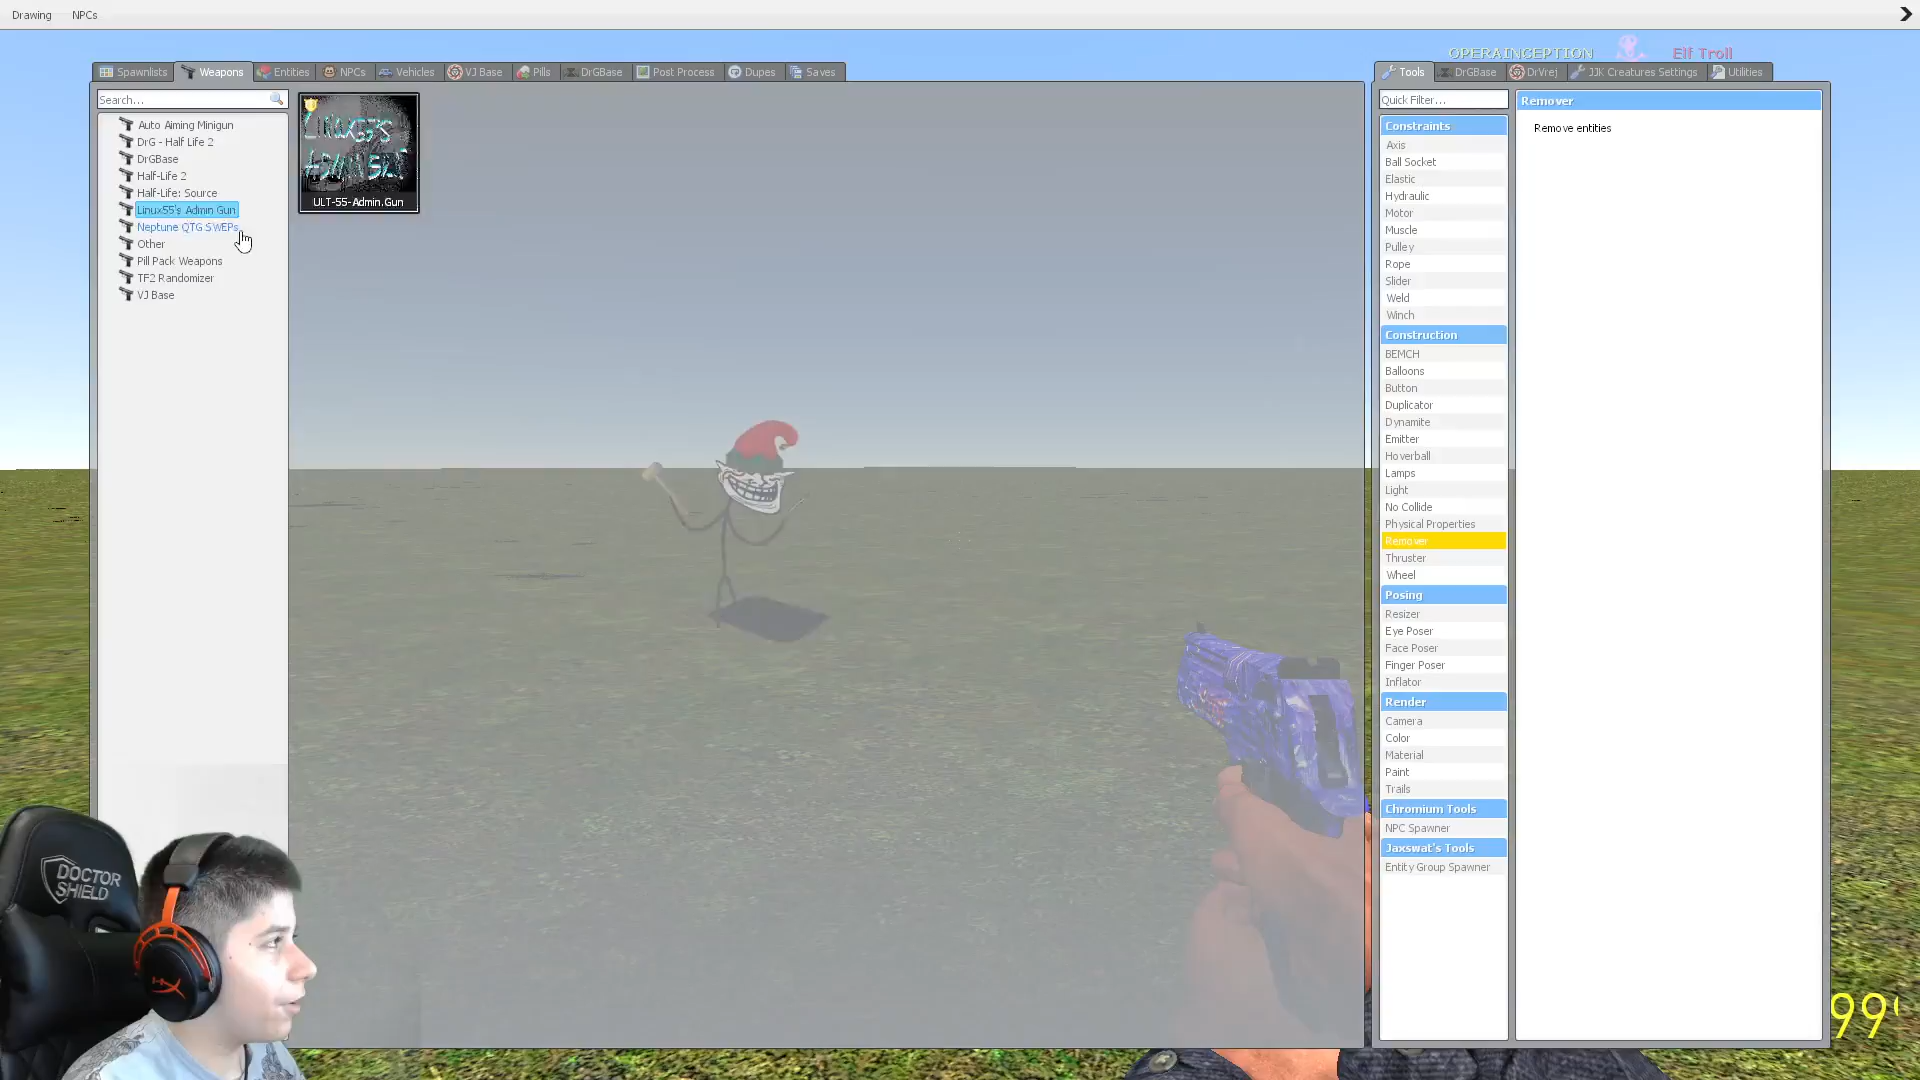 Drawing NPCs
OPERAINCEPTION Elf Troll
Spawnlists Weapons Entities NPCs Vehicles VJ Base Pills DrGBase Post Process Dupes Saves
Tools DrGBase DrVrej JJK Creatures Settings Utilities
Search...
Auto Aiming Minigun
DrG - Half Life 2
DrGBase
Half-Life 2
Half-Life: Source
Linux55's Admin Gun
Neptune QTG SWEPs
Other
Pill Pack Weapons
TF2 Randomizer
VJ Base
LINUX55'S
ADMIN SET
ULT-55-Admin.Gun
Quick Filter...
Constraints
Axis
Ball Socket
Elastic
Hydraulic
Motor
Muscle
Pulley
Rope
Slider
Weld
Winch
Construction
BEMCH
Balloons
Button
Duplicator
Dynamite
Emitter
Hoverball
Lamps
Light
No Collide
Physical Properties
Remover
Thruster
Wheel
Posing
Resizer
Eye Poser
Face Poser
Finger Poser
Inflator
Render
Camera
Color
Material
Paint
Trails
Chromium Tools
NPC Spawner
Jaxswat's Tools
Entity Group Spawner
Remover
Remove entities
DOCTOR
SHIELD
HX